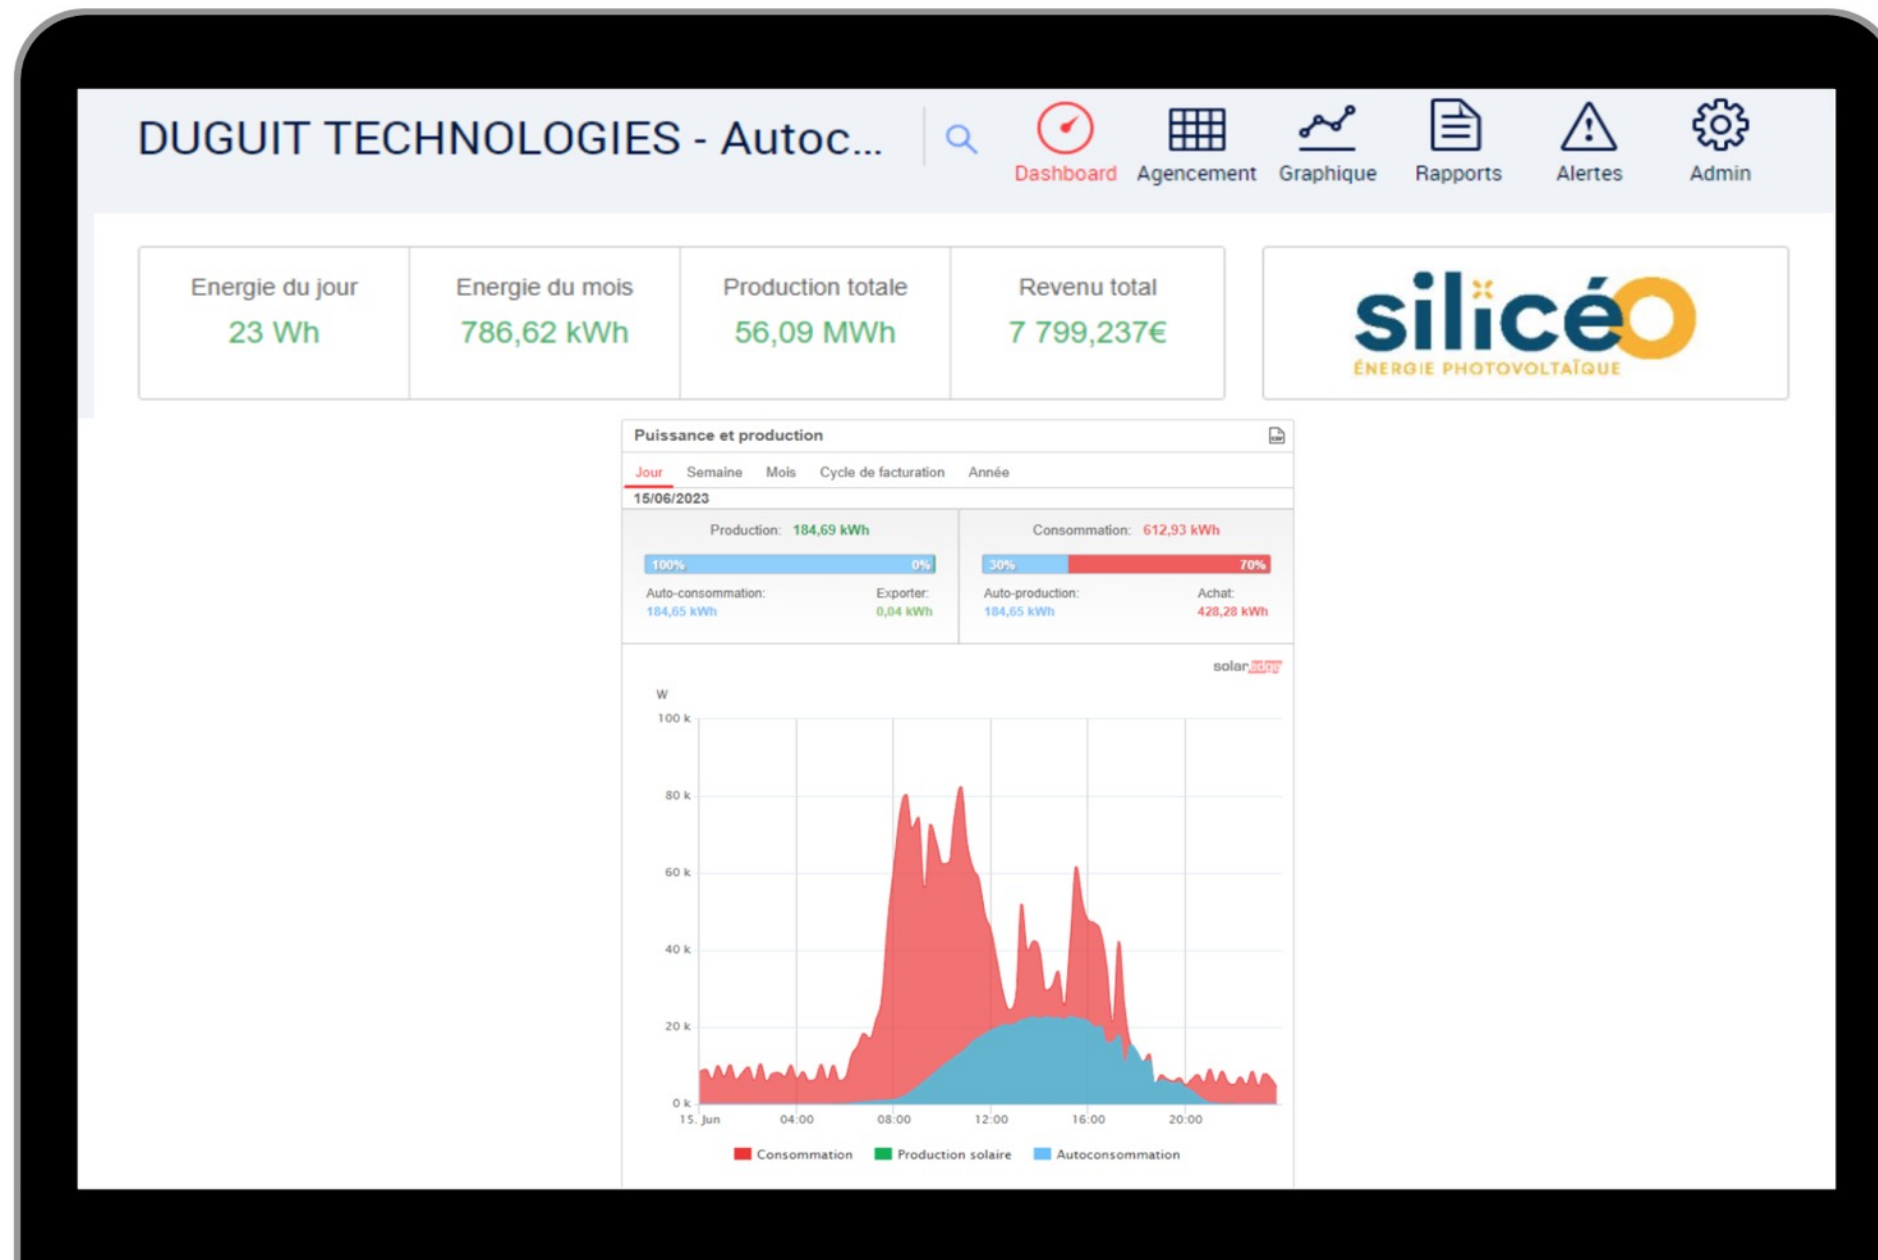 DUGUIT TECHNOLOGIES - Autoc...
Dashboard Agencement Graphique Rapports Alertes Admin
Energie du jour Energie du mois Production totale Revenu total
23 Wh 786,62 kWh 56,09 MWh 7 799,237€
silicéo
ÉNERGIE PHOTOVOLTAÏQUE
Puissance et production
Jour Semaine Mois Cycle de facturation Année
15/06/2023
Production: 184,69 kWh Consommation: 612,93 kWh
100% 0% 30% 70%
Auto-consommation: Exporter: Auto-production: Achat:
184,65 kWh 0,04 kWh 184,65 kWh 428,28 kWh
solaredge
W
100 k
80 k
60 k
40 k
20 k
0 k
15. Jun 04:00 08:00 12:00 16:00 20:00
Consommation Production solaire Autoconsommation